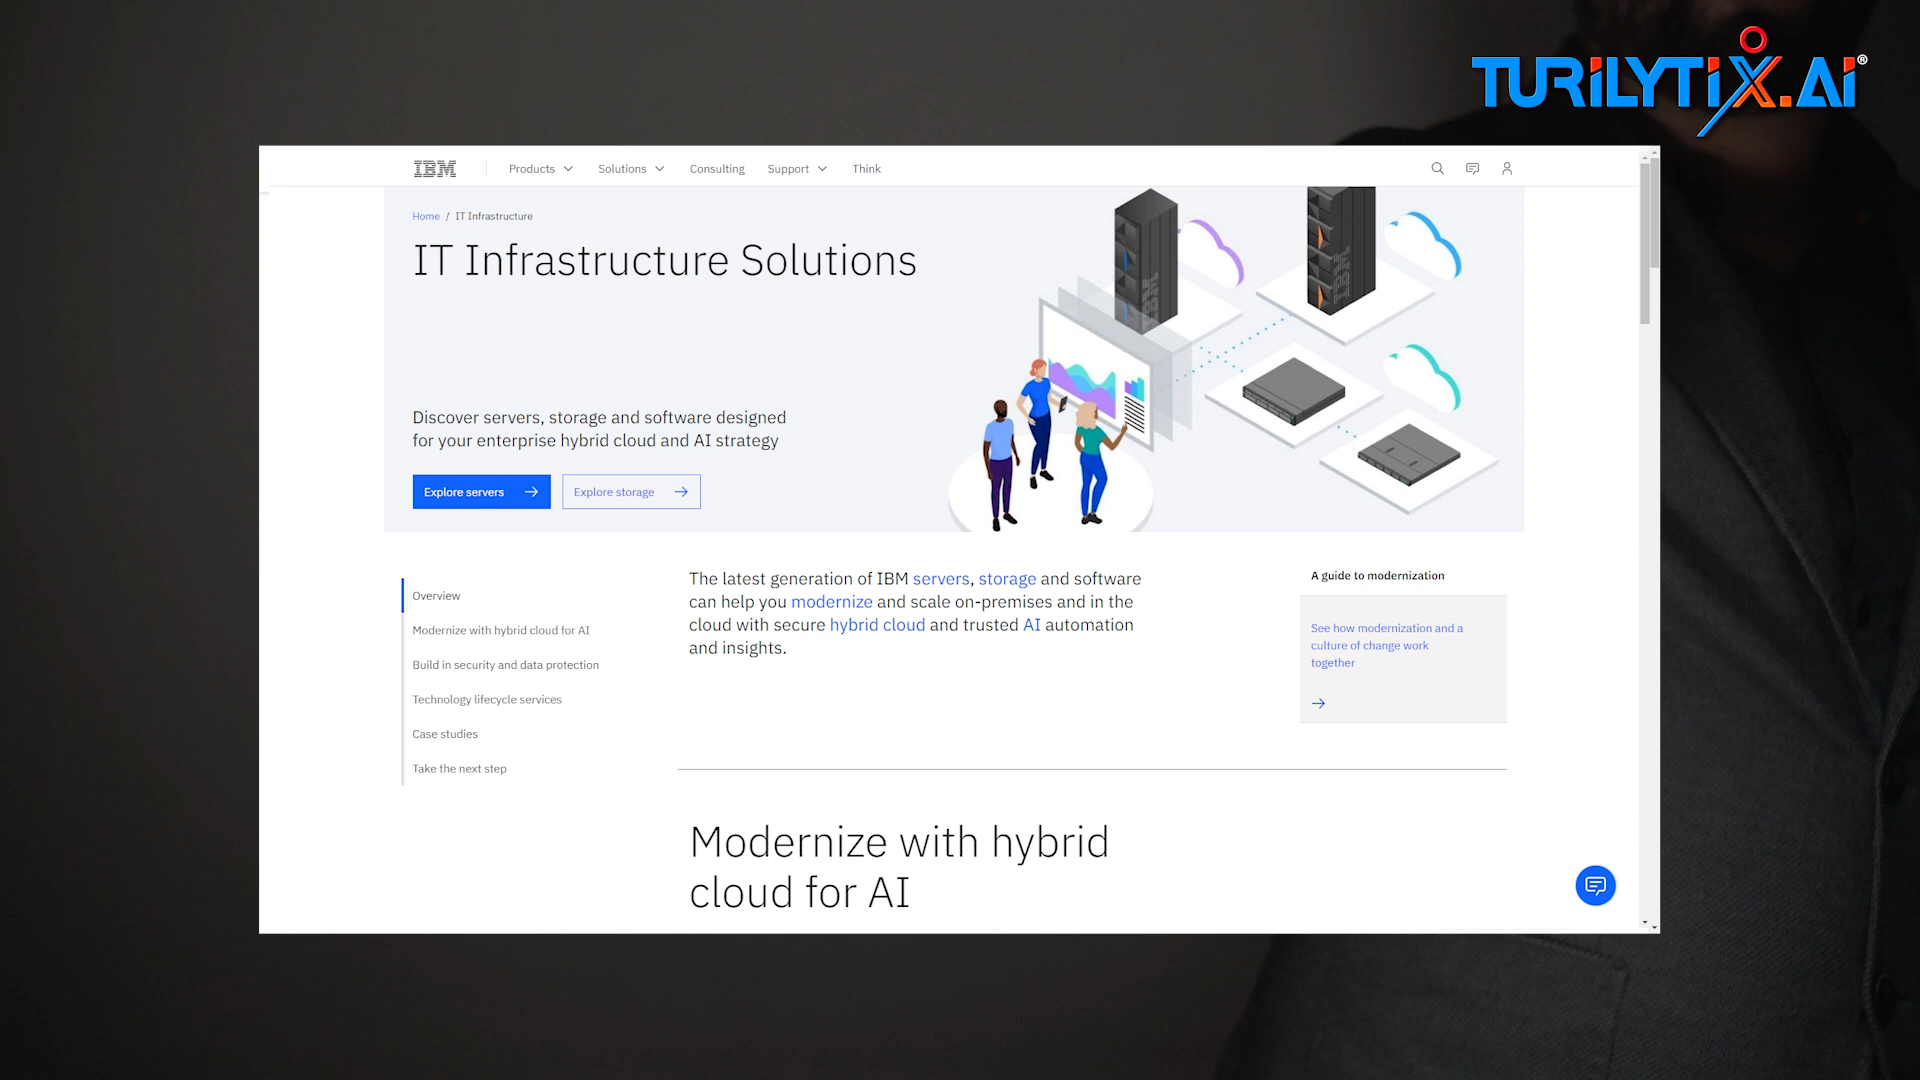 TURILYTIX.AI®
IBM
Products
Solutions
Consulting
Support
Think
Home / IT Infrastructure
IT Infrastructure Solutions
Discover servers, storage and software designed
for your enterprise hybrid cloud and AI strategy
Explore servers
Explore storage
IBM
IBM
Overview
Modernize with hybrid cloud for AI
Build in security and data protection
Technology lifecycle services
Case studies
Take the next step
The latest generation of IBM servers, storage and software
can help you modernize and scale on-premises and in the
cloud with secure hybrid cloud and trusted AI automation
and insights.
A guide to modernization
See how modernization and a
culture of change work
together
Modernize with hybrid
cloud for AI